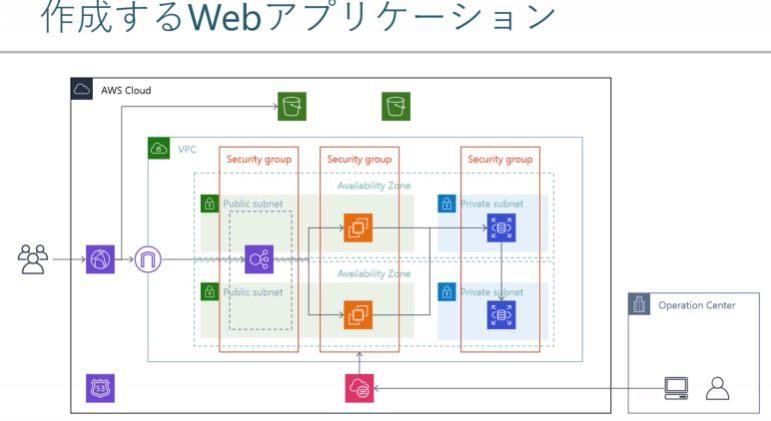 作成するWebアプリケーション
AWS Cloud
VPC
Security group
Security group
Security group
Availability Zone
Public subnet
Private subnet
Availability Zone
Public subnet
Private subnet
Operation Center
53